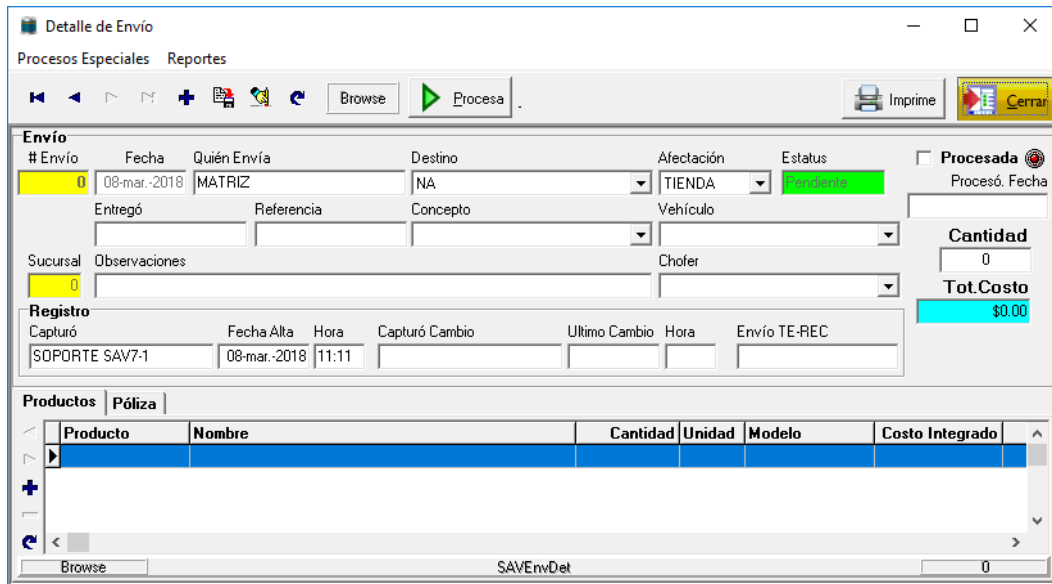 Detalle de Envío
Procesos Especiales Reportes
Browse Procesa . Imprime Cerrar
Envío
# Envío Fecha Quién Envía Destino Afectación Estatus Procesada
0 08-mar.-2018 MATRIZ NA TIENDA Pendiente Procesó. Fecha
Entregó Referencia Concepto Vehículo
Cantidad
0
Sucursal Observaciones Chofer
0
Tot.Costo
$0.00
Registro
Capturó Fecha Alta Hora Capturó Cambio Ultimo Cambio Hora Envío TE-REC
SOPORTE SAV7-1 08-mar.-2018 11:11
Productos Póliza
Producto Nombre Cantidad Unidad Modelo Costo Integrado
Browse SAVEnvDet 0